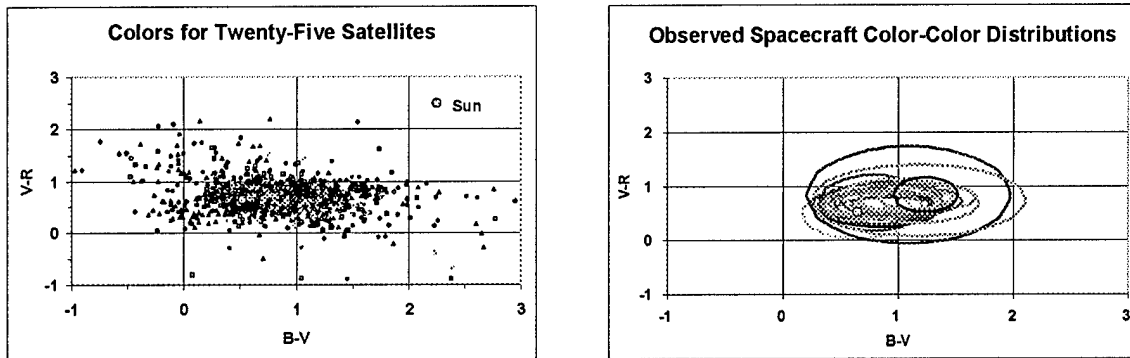 Colors for Twenty-Five Satellites
3
2
1
0
-1
V-R
Sun
-1
0
1
2
3
B-V
Observed Spacecraft Color-Color Distributions
3
2
1
0
-1
V-R
-1
0
1
2
3
B-V